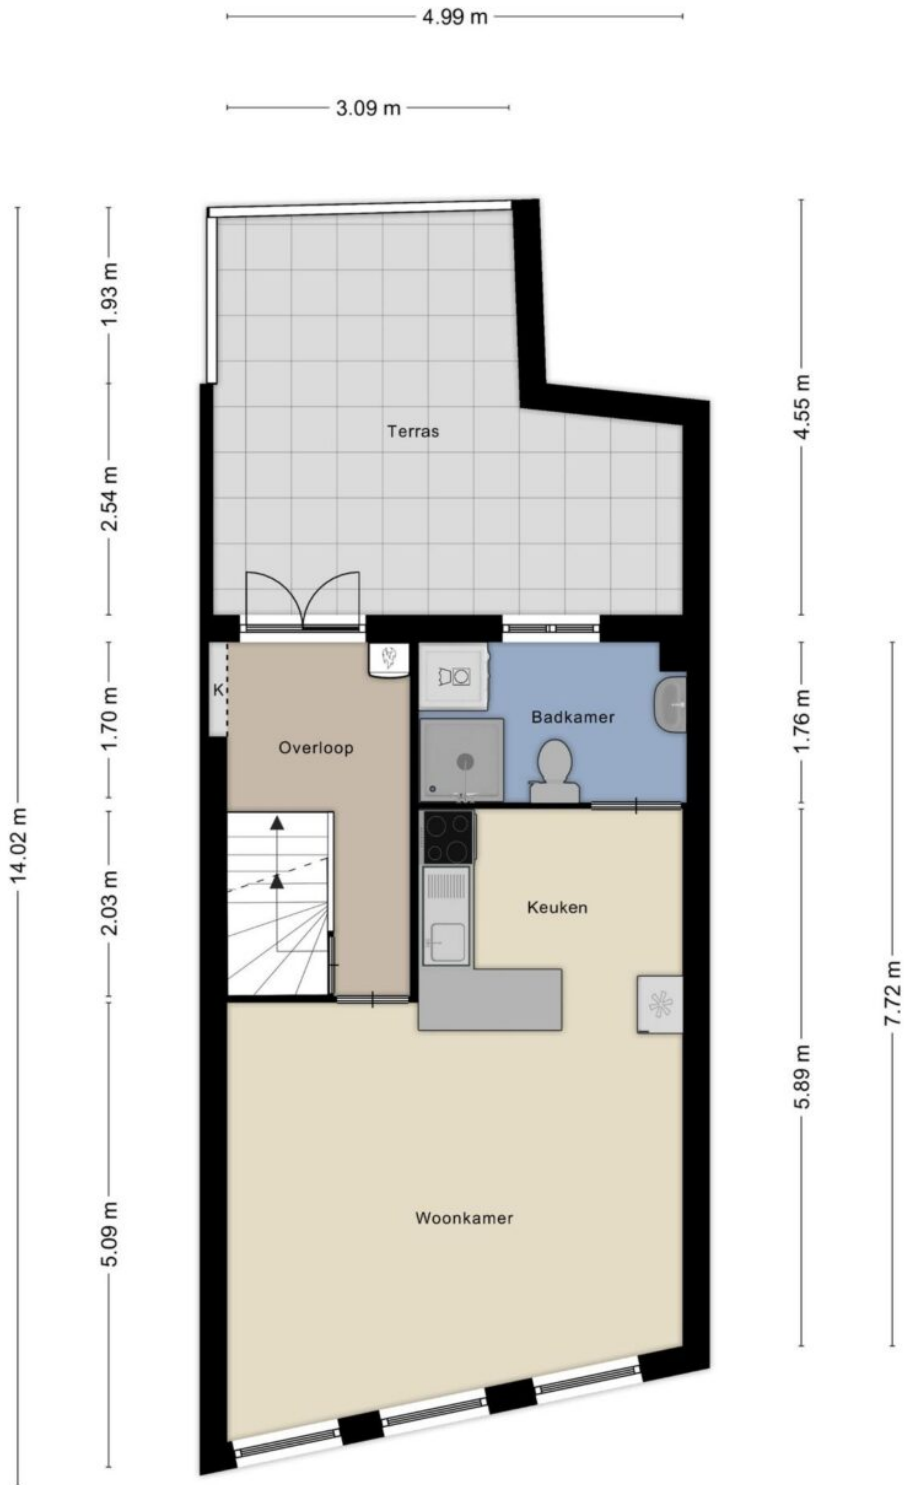 4.99 m
3.09 m
1.93 m
4.55 m
Terras
2.54 m
K
1.70 m
Badkamer
1.76 m
Overloop
14.02 m
2.03 m
Keuken
7.72 m
5.89 m
Woonkamer
5.09 m